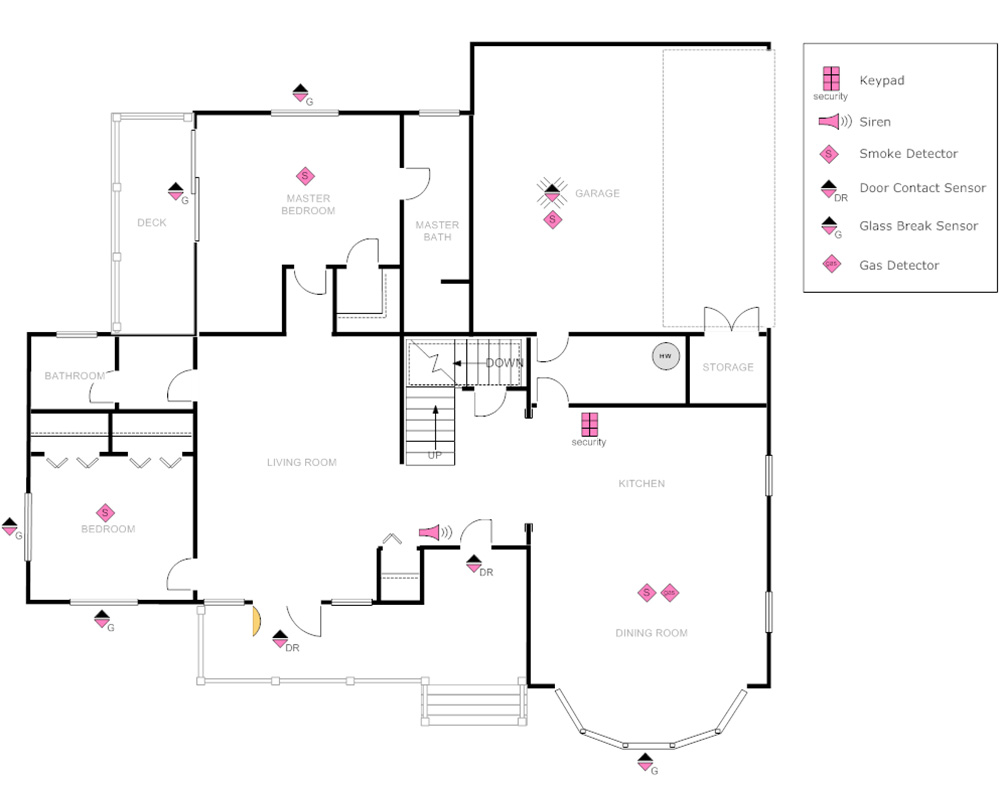 G
Keypad
security
Siren
S
Smoke Detector
Door Contact Sensor
DR
Glass Break Sensor
G
GAS
Gas Detector
S
MASTER
BEDROOM
G
DECK
MASTER
BATH
GARAGE
S
BATHROOM
DOWN
HW
STORAGE
UP
security
LIVING ROOM
KITCHEN
S
BEDROOM
G
DR
G
DR
S
GAS
DINING ROOM
G